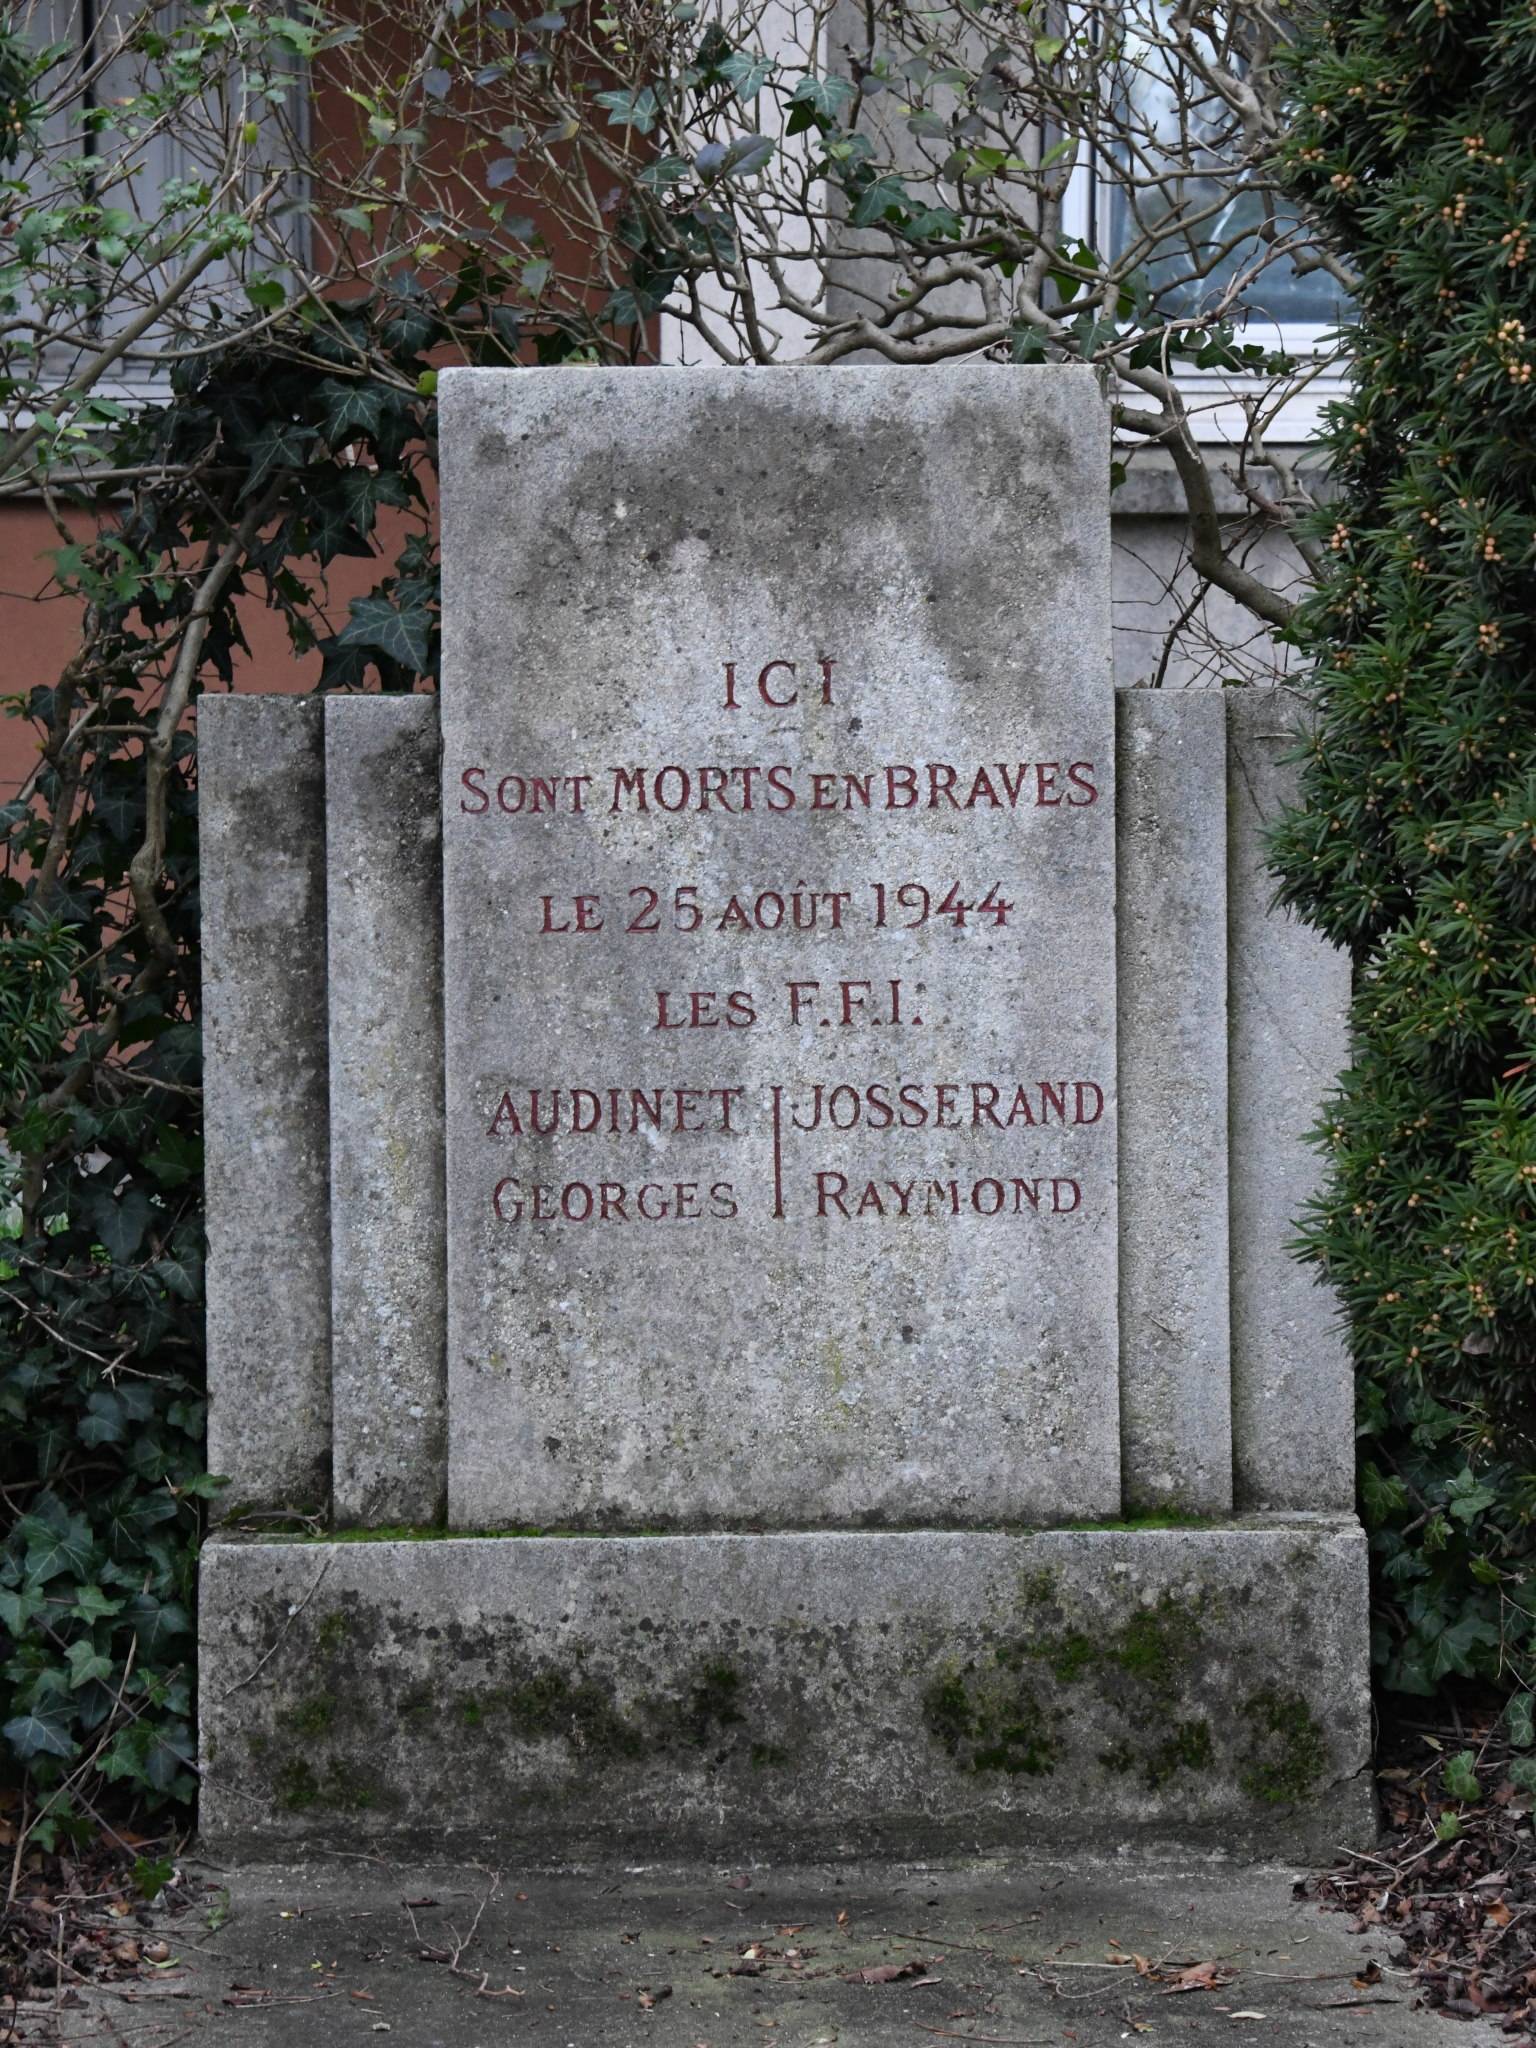 ICI
SONT MORTS EN BRAVES
LE 25 AOÛT 1944
LES F.F.I.
AUDINET | JOSSERAND
GEORGES | RAYMOND